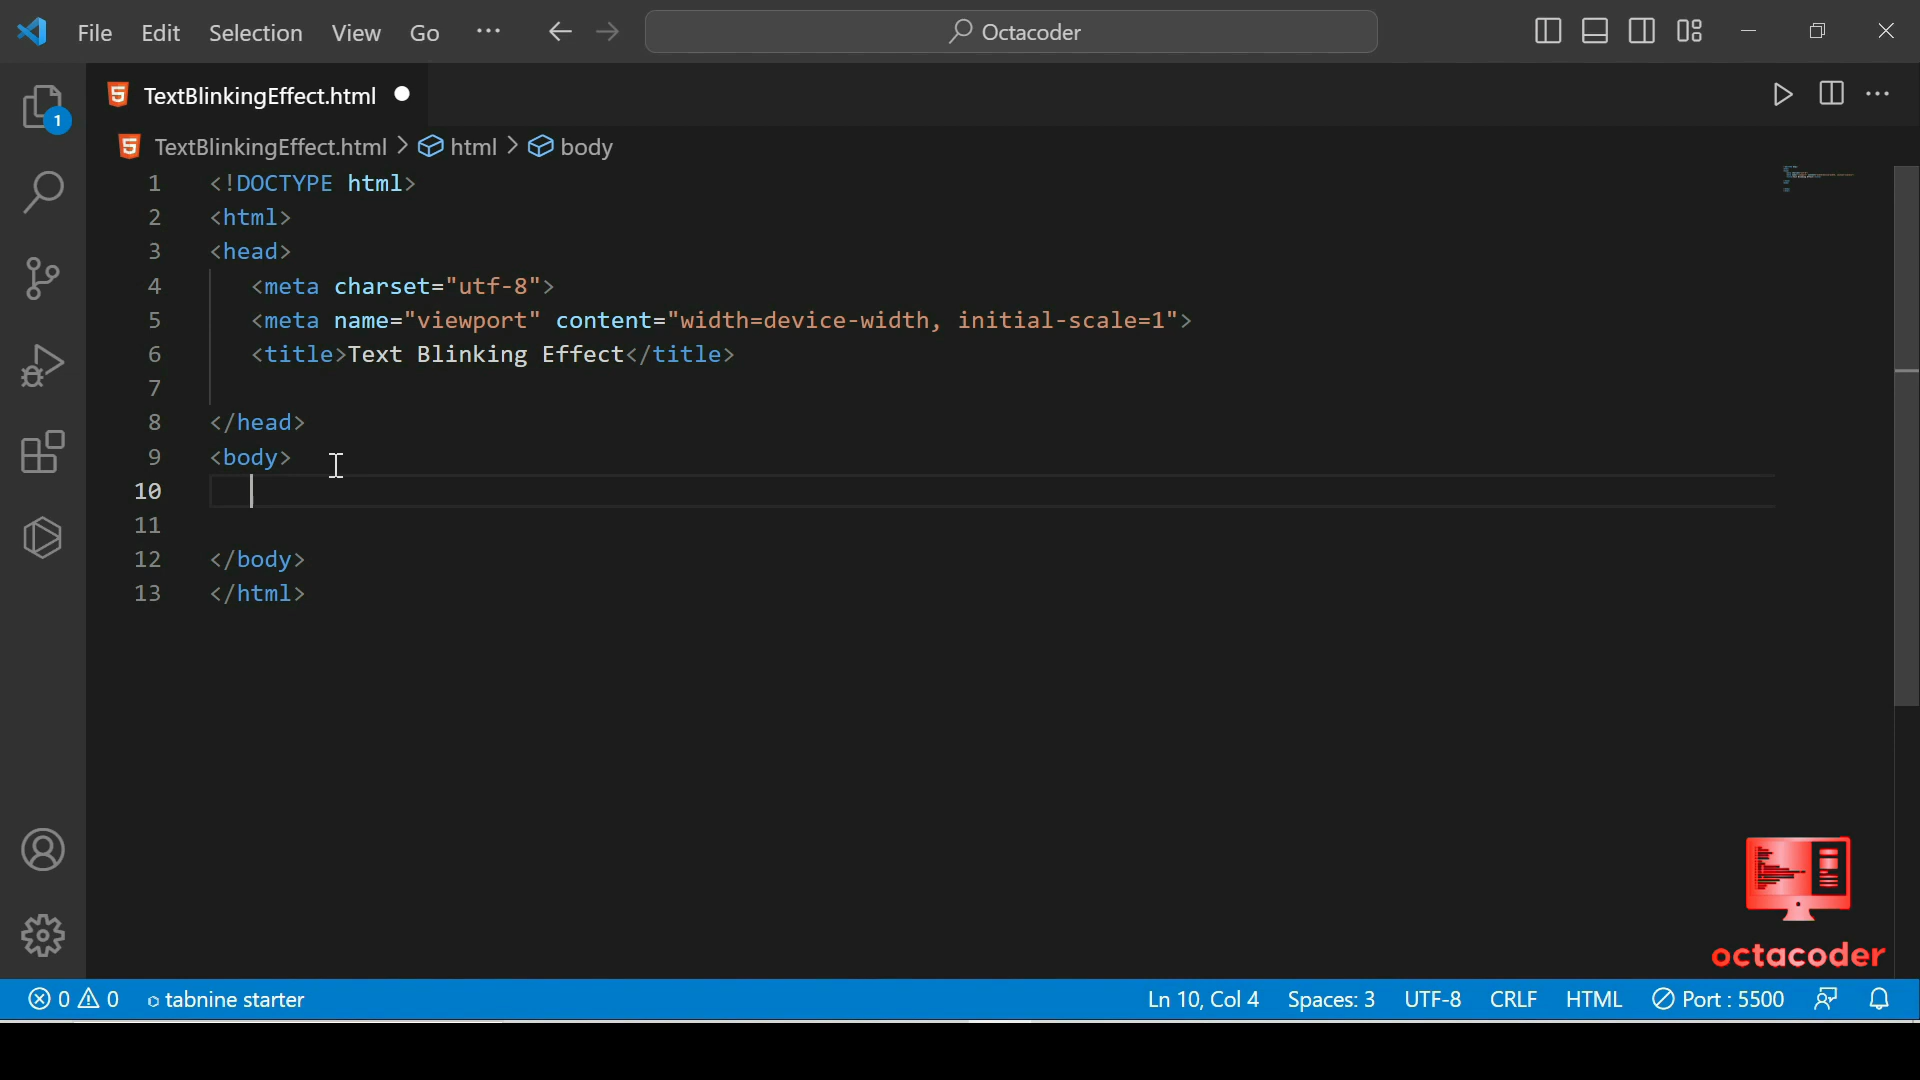 File Edit Selection View Go ··· Octacoder
TextBlinkingEffect.html
1
TextBlinkingEffect.html > html > body
1 <!DOCTYPE html>
2 <html>
3 <head>
4 <meta charset="utf-8">
5 <meta name="viewport" content="width=device-width, initial-scale=1">
6 <title>Text Blinking Effect</title>
7
8 </head>
9 <body>
10
11
12 </body>
13 </html>
octacoder
0 0 tabnine starter Ln 10, Col 4 Spaces: 3 UTF-8 CRLF HTML Port : 5500